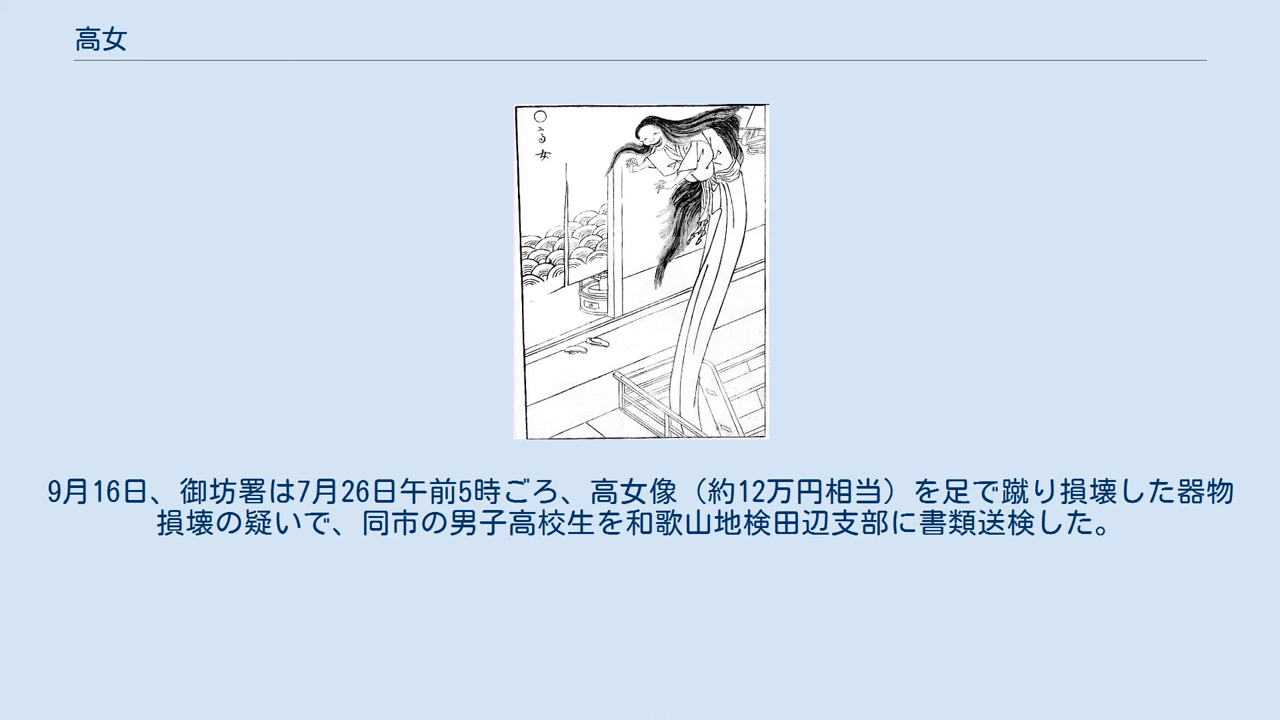 高女
〇高女
9月16日、御坊署は7月26日午前5時ごろ、高女像（約12万円相当）を足で蹴り損壊した器物
損壊の疑いで、同市の男子高校生を和歌山地検田辺支部に書類送検した。